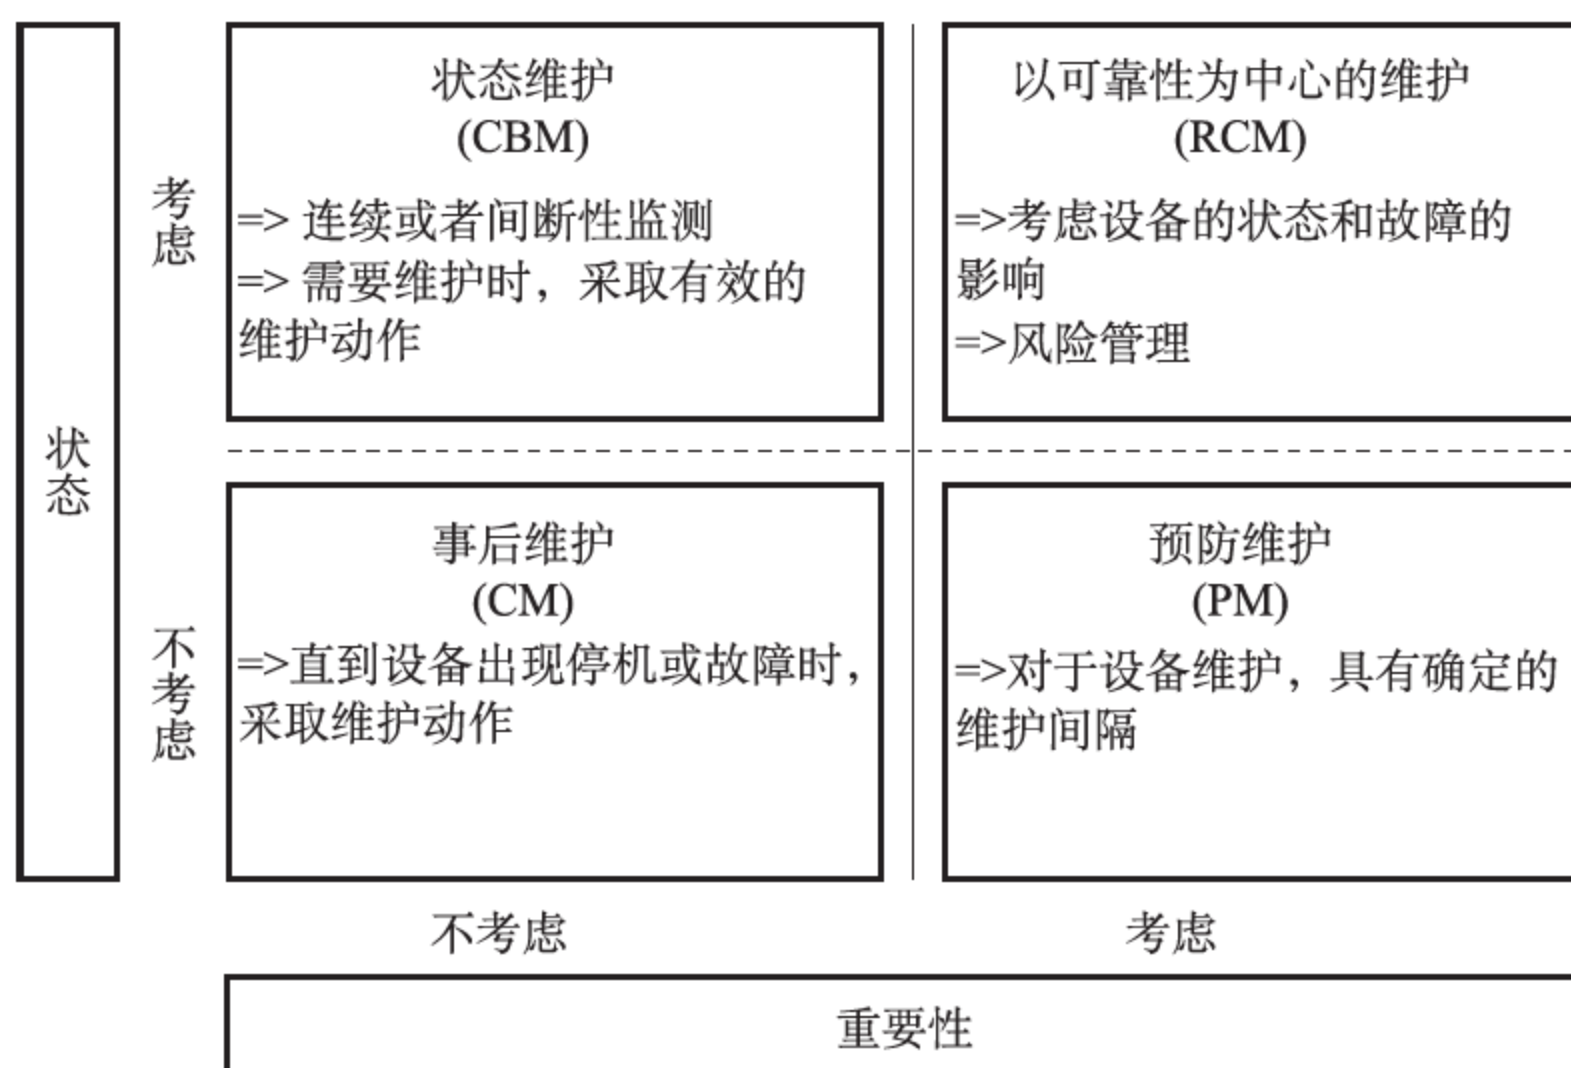 状态
考虑
不考虑
状态维护
(CBM)
=> 连续或者间断性监测
=> 需要维护时，采取有效的
维护动作
以可靠性为中心的维护
(RCM)
=>考虑设备的状态和故障的
影响
=>风险管理
事后维护
(CM)
=>直到设备出现停机或故障时，
采取维护动作
预防维护
(PM)
=>对于设备维护，具有确定的
维护间隔
不考虑
考虑
重要性